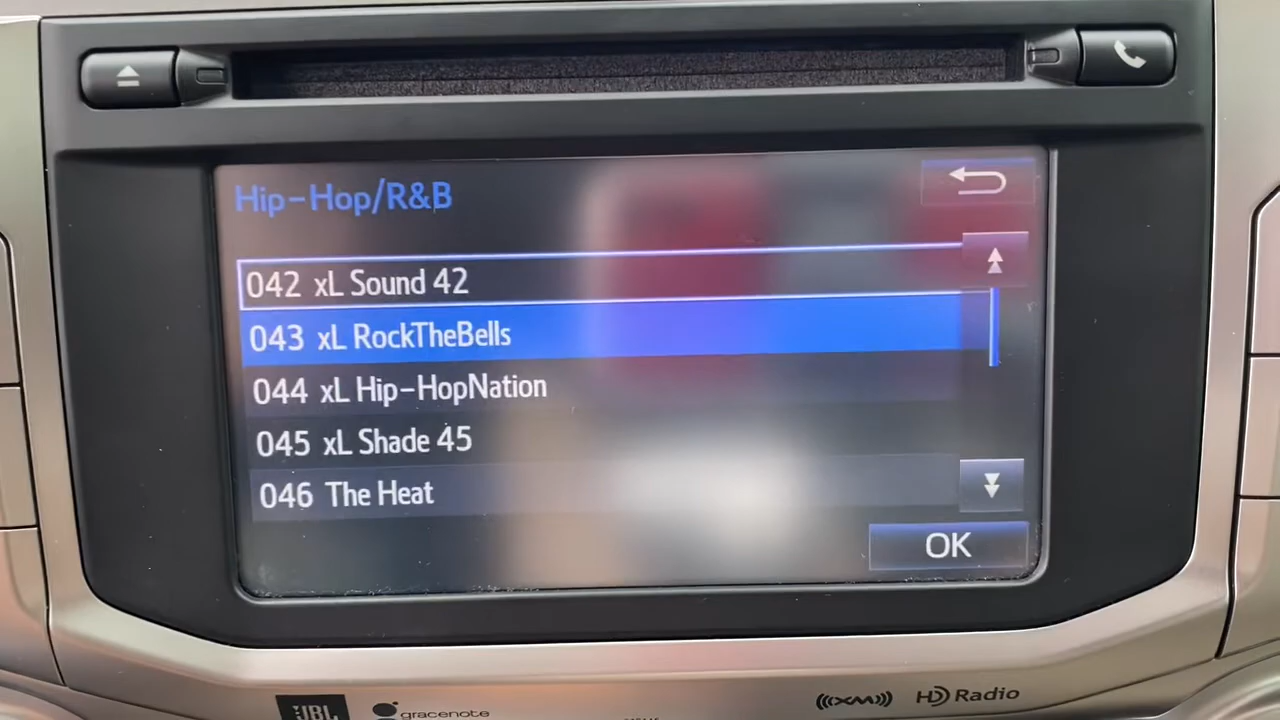 Hip-Hop/R&B
042 xL Sound 42
043 xL RockTheBells
044 xL Hip-HopNation
045 xL Shade 45
046 The Heat
OK
JBL
gracenote
XM
HD Radio